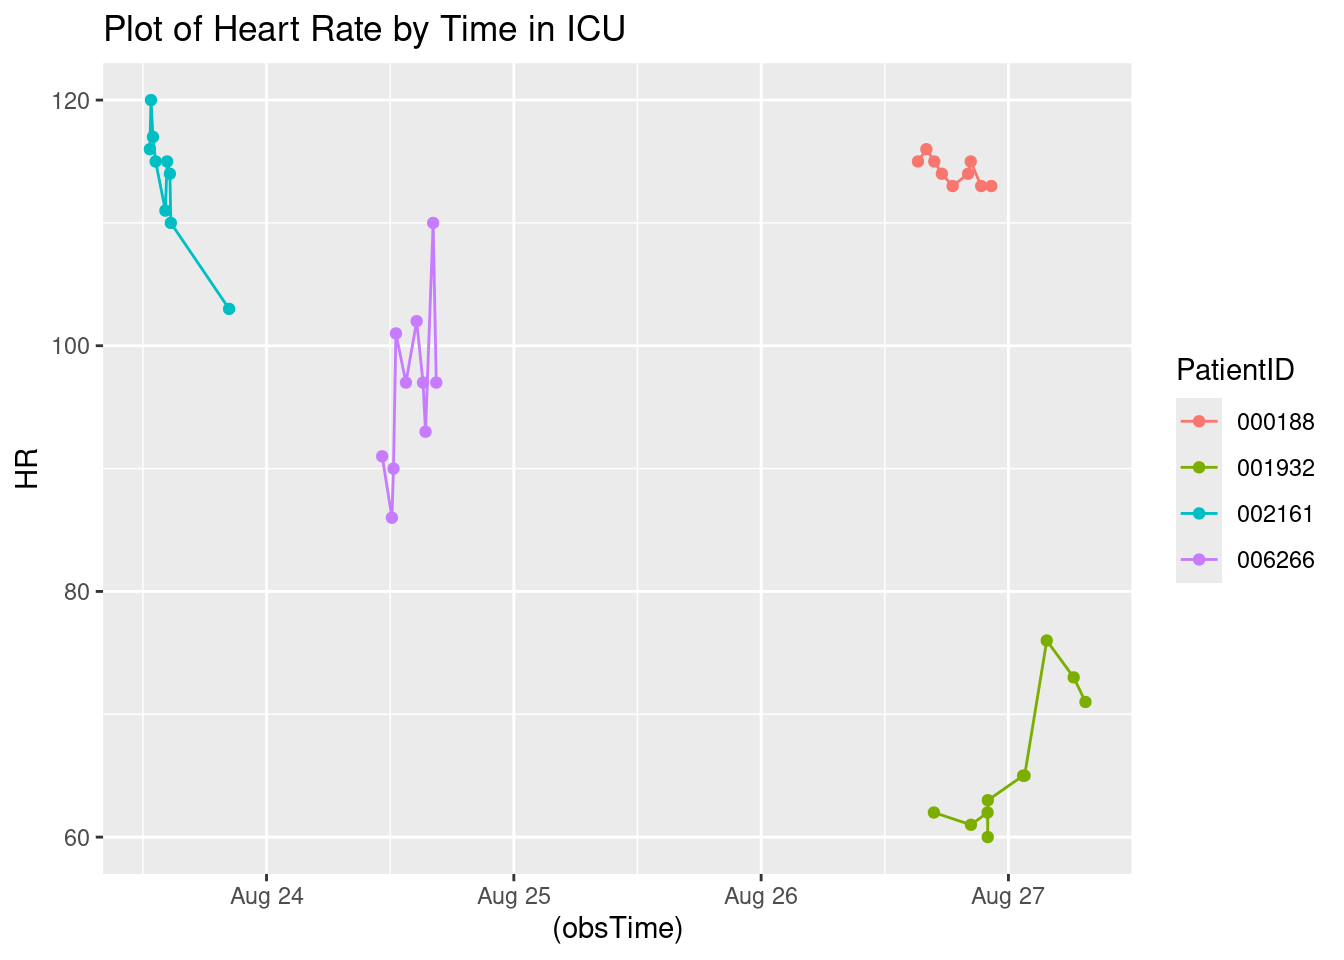 Plot of Heart Rate by Time in ICU
120
100
80
60
HR
Aug 24
Aug 25
Aug 26
Aug 27
(obsTime)
PatientID
000188
001932
002161
006266